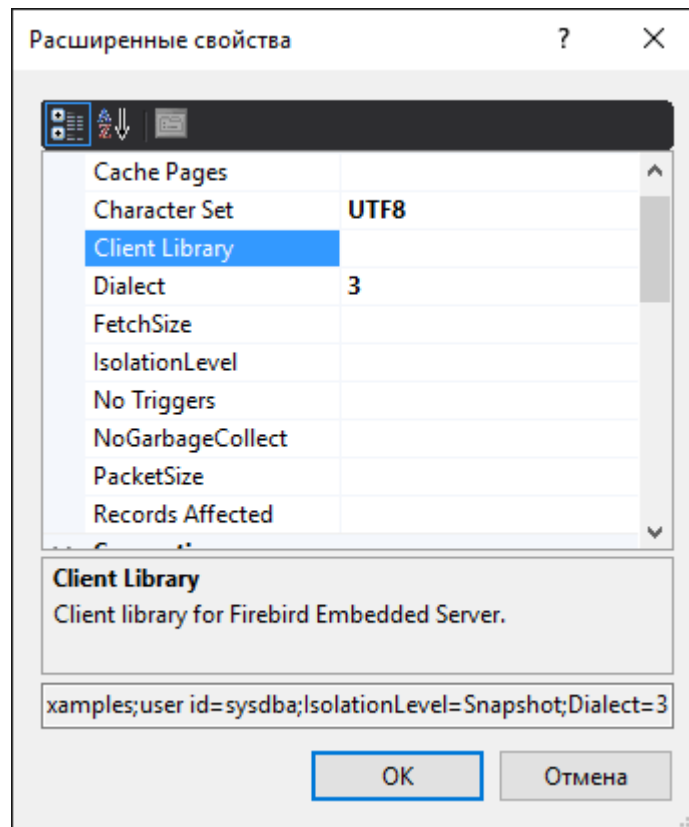 Расширенные свойства
Cache Pages
Character Set UTF8
Client Library
Dialect 3
FetchSize
IsolationLevel
No Triggers
NoGarbageCollect
PacketSize
Records Affected
Client Library
Client library for Firebird Embedded Server.
xamples;user id=sysdba;IsolationLevel=Snapshot;Dialect=3
OK
Отмена